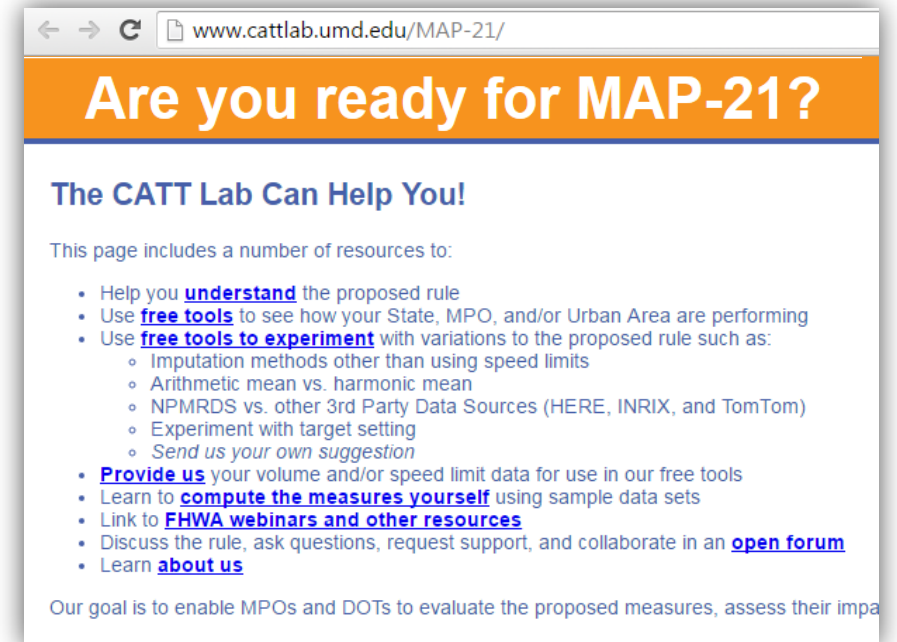 www.cattlab.umd.edu/MAP-21/
Are you ready for MAP-21?
The CATT Lab Can Help You!
This page includes a number of resources to:
• Help you understand the proposed rule
• Use free tools to see how your State, MPO, and/or Urban Area are performing
• Use free tools to experiment with variations to the proposed rule such as:
◦ Imputation methods other than using speed limits
◦ Arithmetic mean vs. harmonic mean
◦ NPMRDS vs. other 3rd Party Data Sources (HERE, INRIX, and TomTom)
◦ Experiment with target setting
◦ Send us your own suggestion
• Provide us your volume and/or speed limit data for use in our free tools
• Learn to compute the measures yourself using sample data sets
• Link to FHWA webinars and other resources
• Discuss the rule, ask questions, request support, and collaborate in an open forum
• Learn about us
Our goal is to enable MPOs and DOTs to evaluate the proposed measures, assess their impa